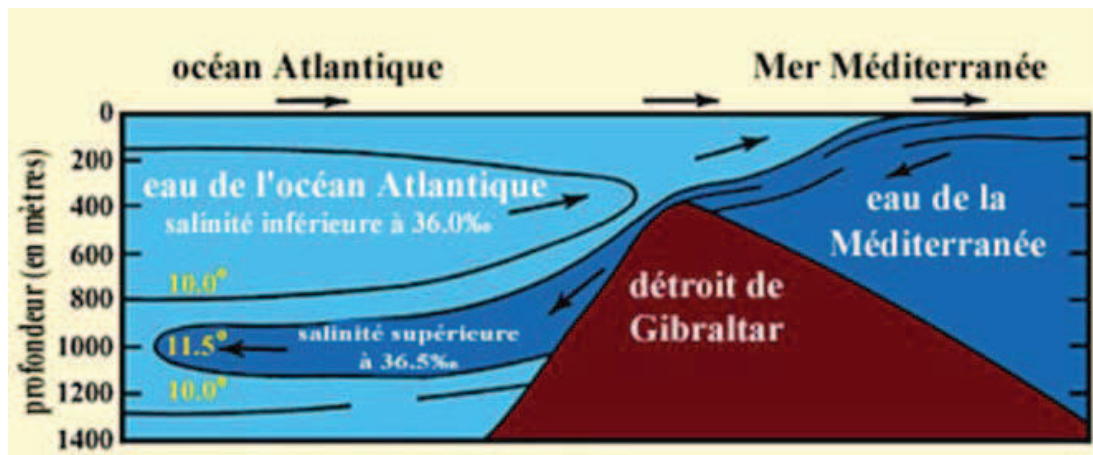 océan Atlantique
Mer Méditerranée
profondeur (en mètres)
0
200
400
600
800
1000
1200
1400
eau de l'océan Atlantique
salinité inférieure à 36.0‰
10.0°
11.5°
10.0°
salinité supérieure
à 36.5‰
détroit de
Gibraltar
eau de la
Méditerranée